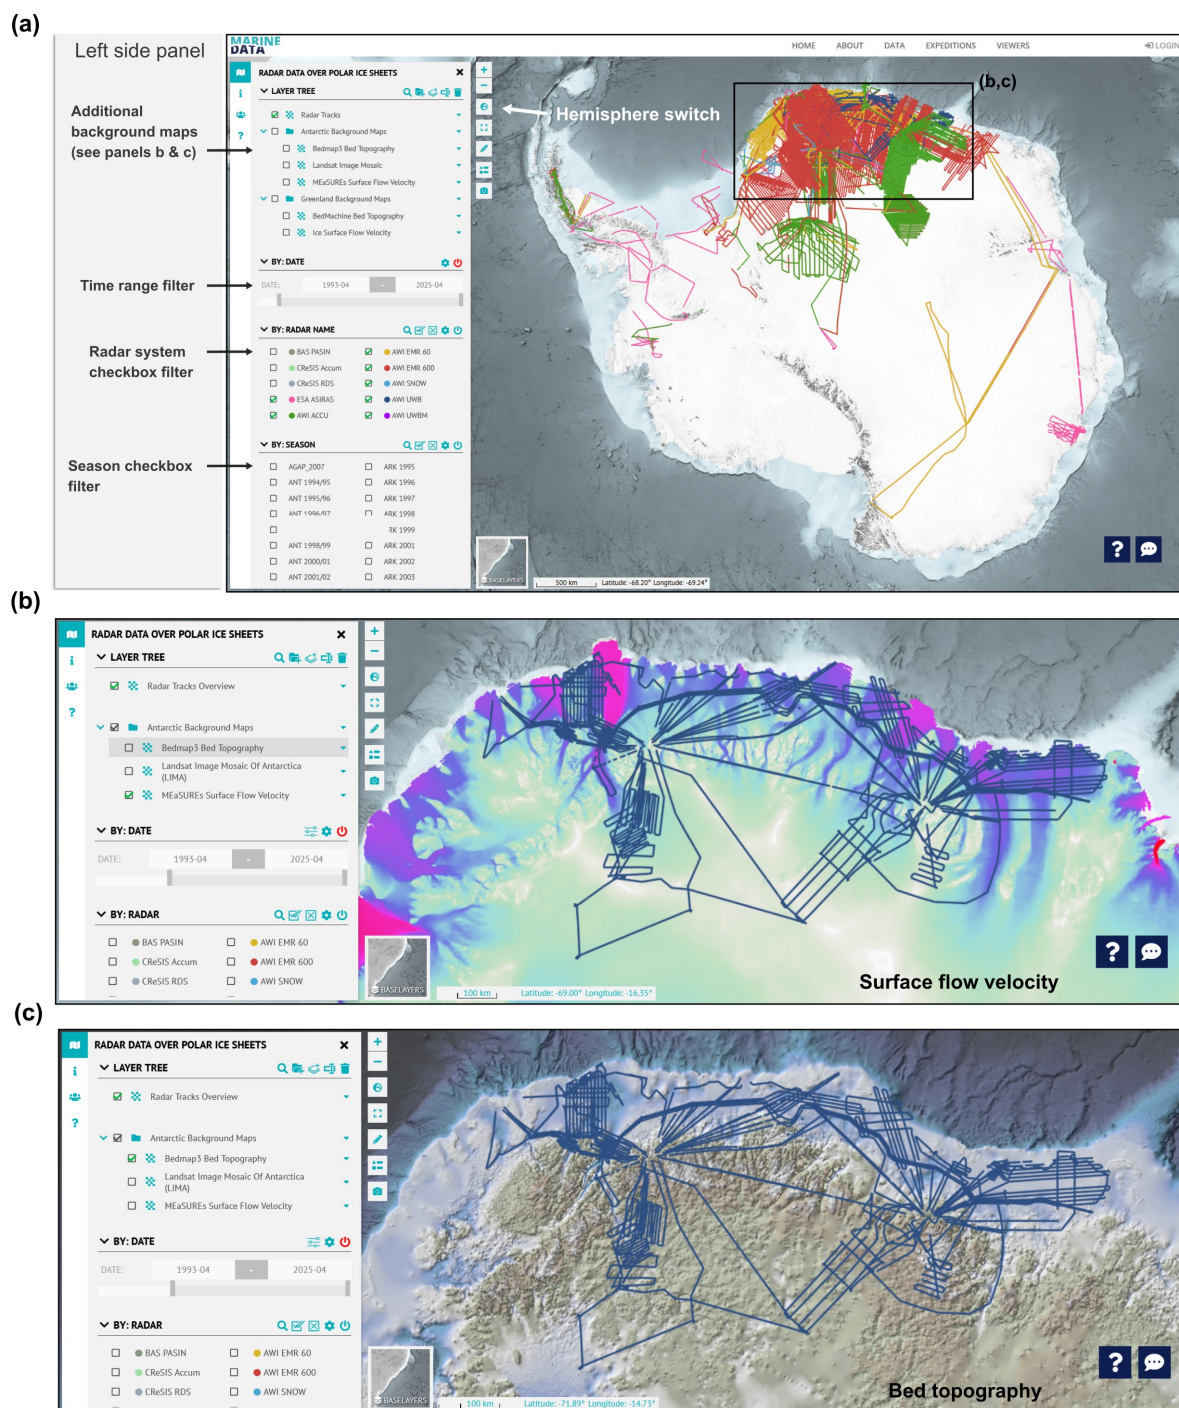 (a)
Left side panel
Additional
background maps
(see panels b & c)
Time range filter
Radar system
checkbox filter
Season checkbox
filter
MARINE
DATA
HOME ABOUT DATA EXPEDITIONS VIEWERS LOGIN
RADAR DATA OVER POLAR ICE SHEETS
LAYER TREE
Radar Tracks
Antarctic Background Maps
Bedmap3 Bed Topography
Landsat Image Mosaic
MEaSUREs Surface Flow Velocity
Greenland Background Maps
BedMachine Bed Topography
Ice Surface Flow Velocity
BY: DATE
DATE: 1993-04 - 2025-04
BY: RADAR NAME
BAS PASIN AWI EMR 60
CReSIS Accum AWI EMR 600
CReSIS RDS AWI SNOW
ESA ASIRAS AWI UWB
AWI ACCU AWI UWBM
BY: SEASON
AGAP_2007 ARK 1995
ANT 1994/95 ARK 1996
ANT 1995/96 ARK 1997
ANT 1996/97 ARK 1998
RK 1999
ANT 1998/99 ARK 2001
ANT 2000/01 ARK 2002
ANT 2001/02 ARK 2003
Hemisphere switch
(b,c)
BASELAYERS
500 km Latitude: -68.20° Longitude: -69.24°
? 
(b)
RADAR DATA OVER POLAR ICE SHEETS
LAYER TREE
Radar Tracks Overview
Antarctic Background Maps
Bedmap3 Bed Topography
Landsat Image Mosaic Of Antarctica
(LIMA)
MEaSUREs Surface Flow Velocity
BY: DATE
DATE: 1993-04 - 2025-04
BY: RADAR
BAS PASIN AWI EMR 60
CReSIS Accum AWI EMR 600
CReSIS RDS AWI SNOW
BASELAYERS
100 km Latitude: -69.00° Longitude: -16.35°
?
Surface flow velocity
(c)
RADAR DATA OVER POLAR ICE SHEETS
LAYER TREE
Radar Tracks Overview
Antarctic Background Maps
Bedmap3 Bed Topography
Landsat Image Mosaic Of Antarctica
(LIMA)
MEaSUREs Surface Flow Velocity
BY: DATE
DATE: 1993-04 - 2025-04
BY: RADAR
BAS PASIN AWI EMR 60
CReSIS Accum AWI EMR 600
CReSIS RDS AWI SNOW
BASELAYERS
100 km Latitude: -71.89° Longitude: -14.73°
?
Bed topography